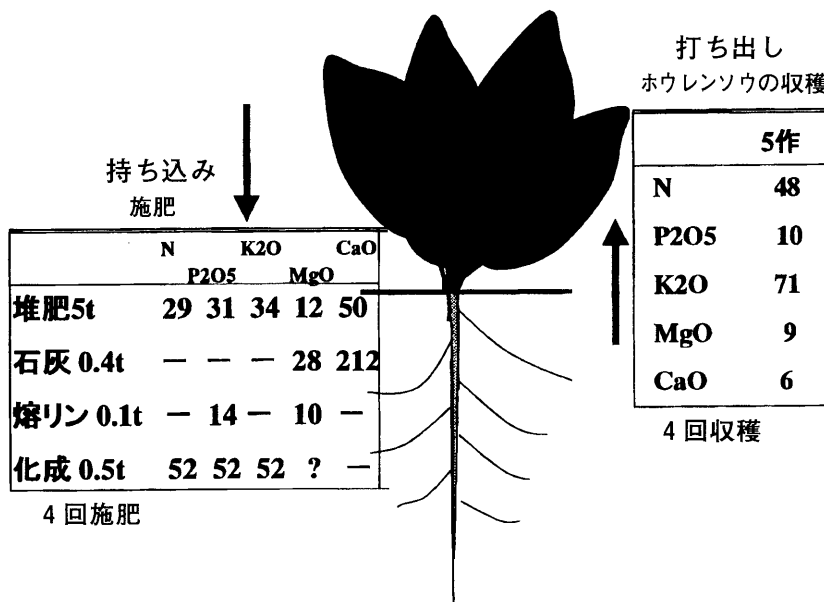 打ち出し
ホウレンソウの収穫
5作
N 48
P2O5 10
K2O 71
MgO 9
CaO 6
4回収穫
持ち込み
施肥
N K2O CaO
P2O5 MgO
堆肥5t 29 31 34 12 50
石灰 0.4t － － － 28 212
熔リン 0.1t － 14 － 10 －
化成 0.5t 52 52 52 ? －
4回施肥